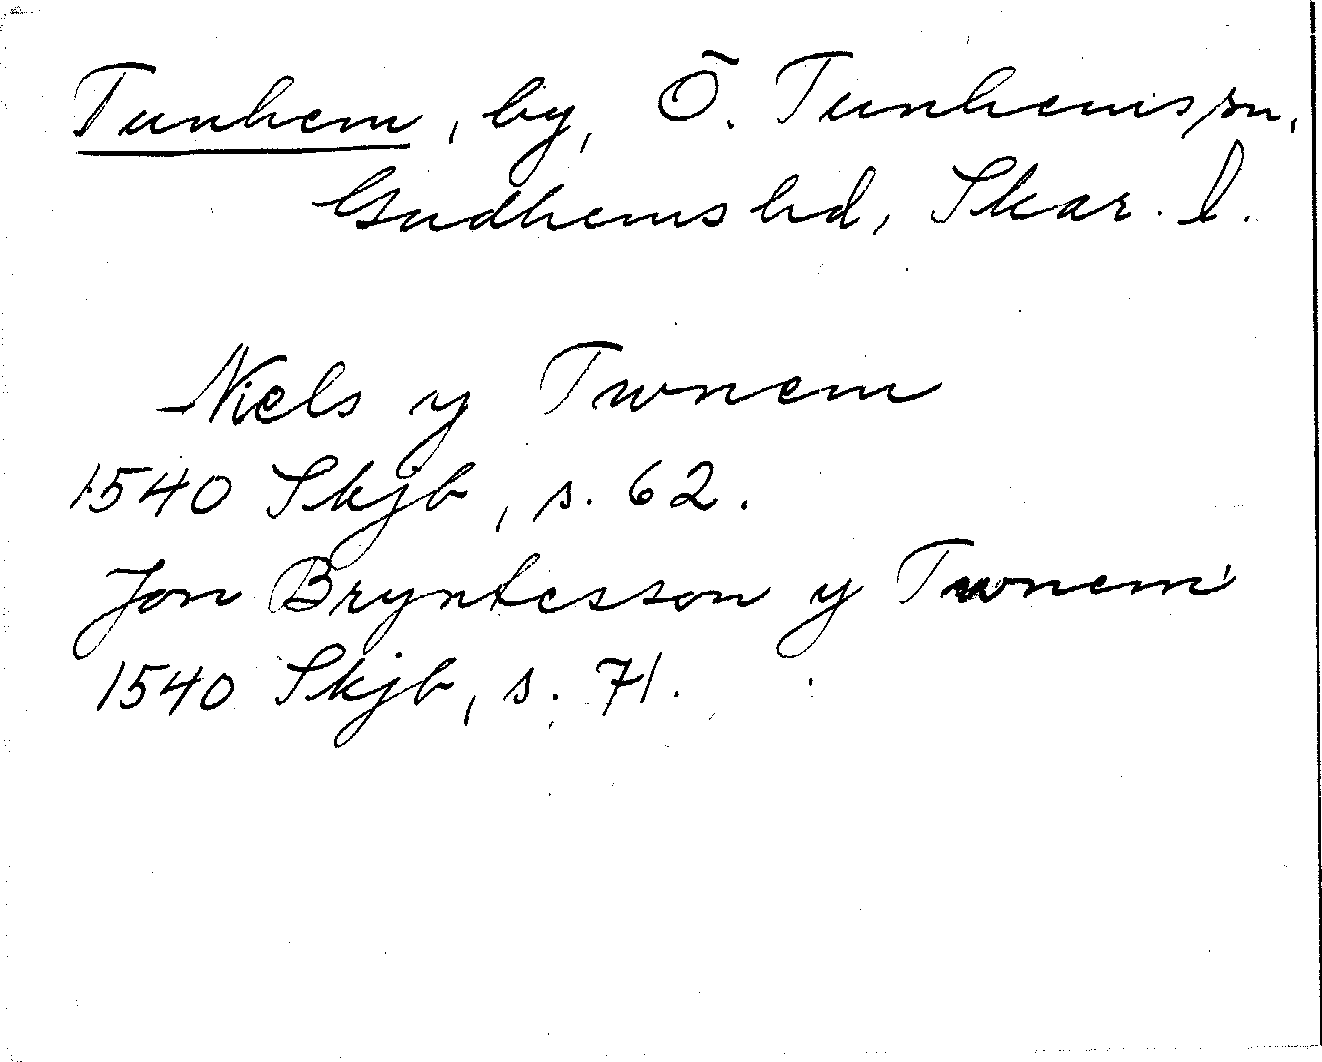 Tunhem, by, Ö. Tunhems sn,
Gudhems hd, Skar. l.
Niels y Twnem
1540 Skjb, s. 62.
Jon Bryntesson y Twnem
1540 Skjb, s. 71.